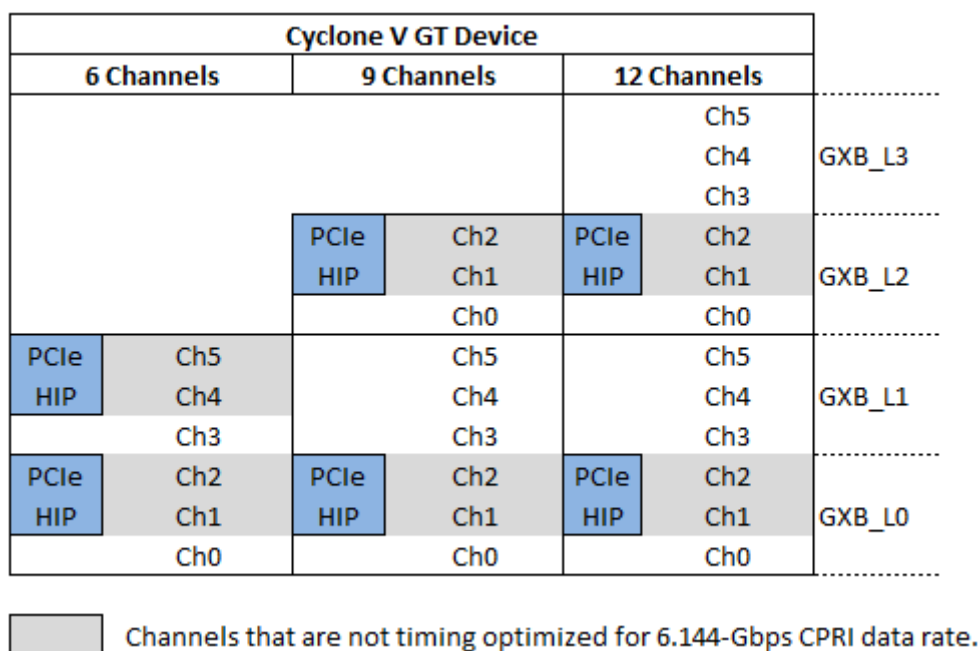 Cyclone V GT Device
6 Channels 9 Channels 12 Channels
Ch5
Ch4 GXB_L3
Ch3
PCIe Ch2 PCIe Ch2
HIP Ch1 HIP Ch1 GXB_L2
Ch0 Ch0
PCIe Ch5 Ch5 Ch5
HIP Ch4 Ch4 Ch4 GXB_L1
Ch3 Ch3 Ch3
PCIe Ch2 PCIe Ch2 PCIe Ch2
HIP Ch1 HIP Ch1 HIP Ch1 GXB_L0
Ch0 Ch0 Ch0
Channels that are not timing optimized for 6.144-Gbps CPRI data rate.